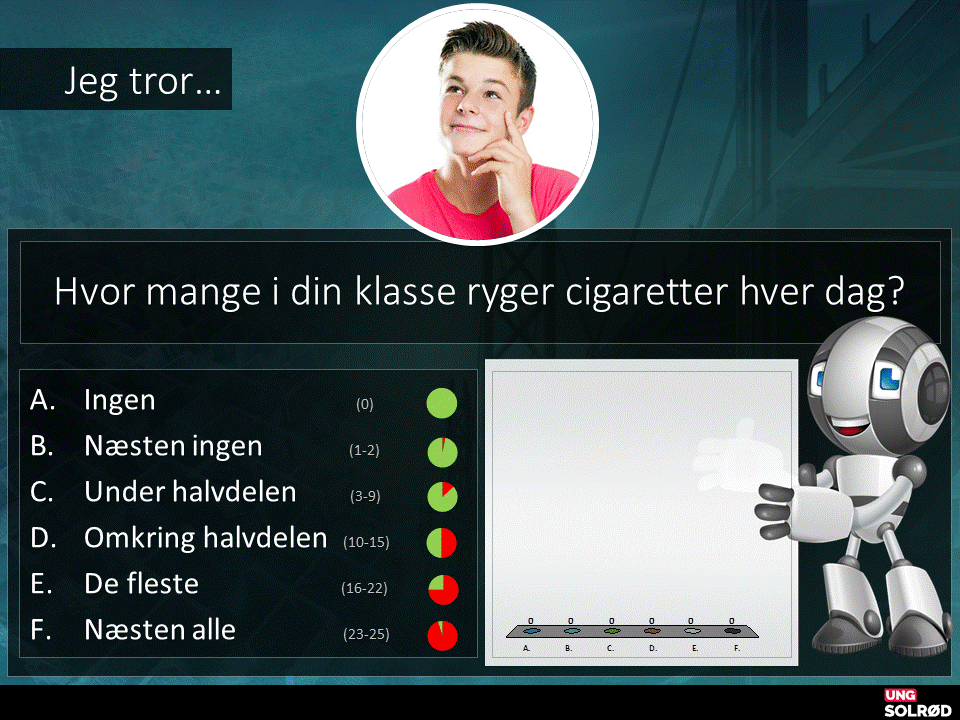 Jeg tror...
Hvor mange i din klasse ryger cigaretter hver dag?
A. Ingen (0)
B. Næsten ingen (1-2)
C. Under halvdelen (3-9)
D. Omkring halvdelen (10-15)
E. De fleste (16-22)
F. Næsten alle (23-25)
0 0 0 0 0 0
A. B. C. D. E. F.
UNG
SOLRØD